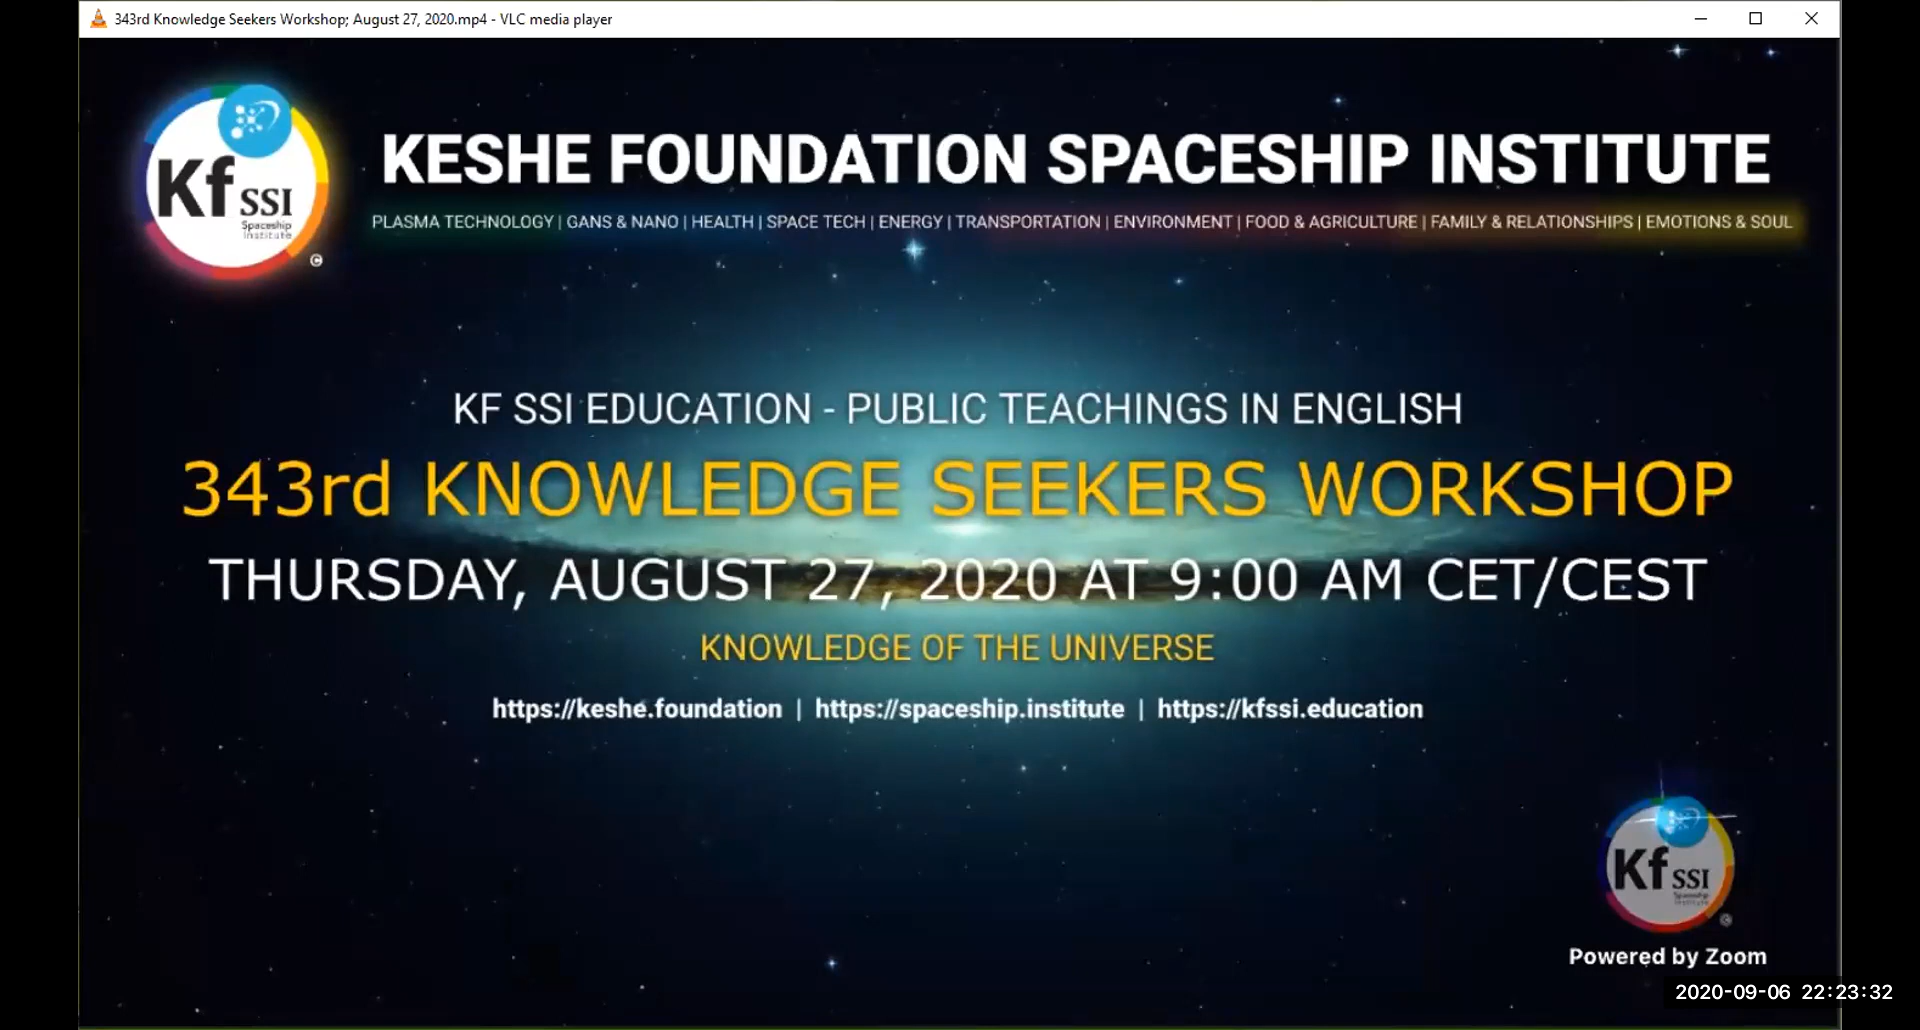 343rd Knowledge Seekers Workshop; August 27, 2020.mp4 - VLC media player
Kf SSI
Spaceship
Institute
©
KESHE FOUNDATION SPACESHIP INSTITUTE
PLASMA TECHNOLOGY | GANS & NANO | HEALTH | SPACE TECH | ENERGY | TRANSPORTATION | ENVIRONMENT | FOOD & AGRICULTURE | FAMILY & RELATIONSHIPS | EMOTIONS & SOUL
KF SSI EDUCATION - PUBLIC TEACHINGS IN ENGLISH
343rd KNOWLEDGE SEEKERS WORKSHOP
THURSDAY, AUGUST 27, 2020 AT 9:00 AM CET/CEST
KNOWLEDGE OF THE UNIVERSE
https://keshe.foundation | https://spaceship.institute | https://kfssi.education
Kf SSI
Spaceship
Institute
©
Powered by Zoom
2020-09-06 22:23:32